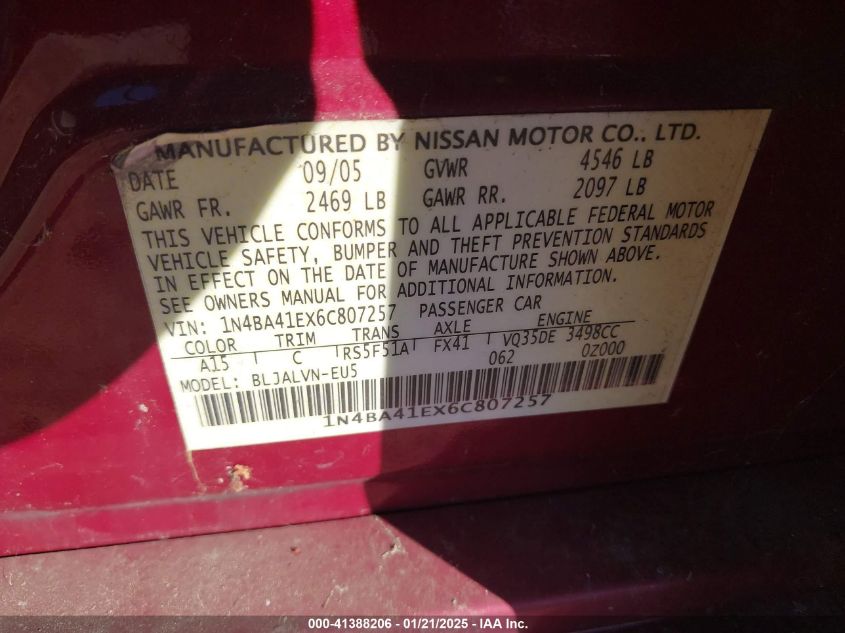 MANUFACTURED BY NISSAN MOTOR CO., LTD.
DATE 09/05 GVWR 4546 LB
GAWR FR. 2469 LB GAWR RR. 2097 LB
THIS VEHICLE CONFORMS TO ALL APPLICABLE FEDERAL MOTOR
VEHICLE SAFETY, BUMPER AND THEFT PREVENTION STANDARDS
IN EFFECT ON THE DATE OF MANUFACTURE SHOWN ABOVE.
SEE OWNERS MANUAL FOR ADDITIONAL INFORMATION.
VIN: 1N4BA41EX6C807257 PASSENGER CAR
COLOR TRIM TRANS AXLE ENGINE
A15 C RS5F51A FX41 VQ35DE 3498CC
MODEL: BLJALVN-EU5 062 0Z000
1N4BA41EX6C807257
000-41388206 - 01/21/2025 - IAA Inc.